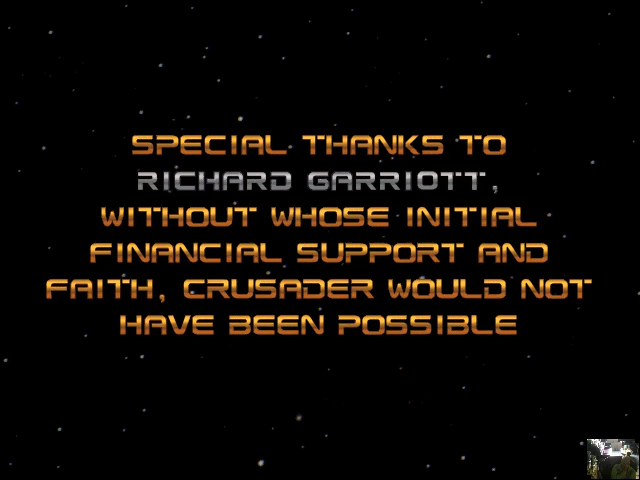 SPECIAL THANKS TO
RICHARD GARRIOTT,
WITHOUT WHOSE INITIAL
FINANCIAL SUPPORT AND
FAITH, CRUSADER WOULD NOT
HAVE BEEN POSSIBLE